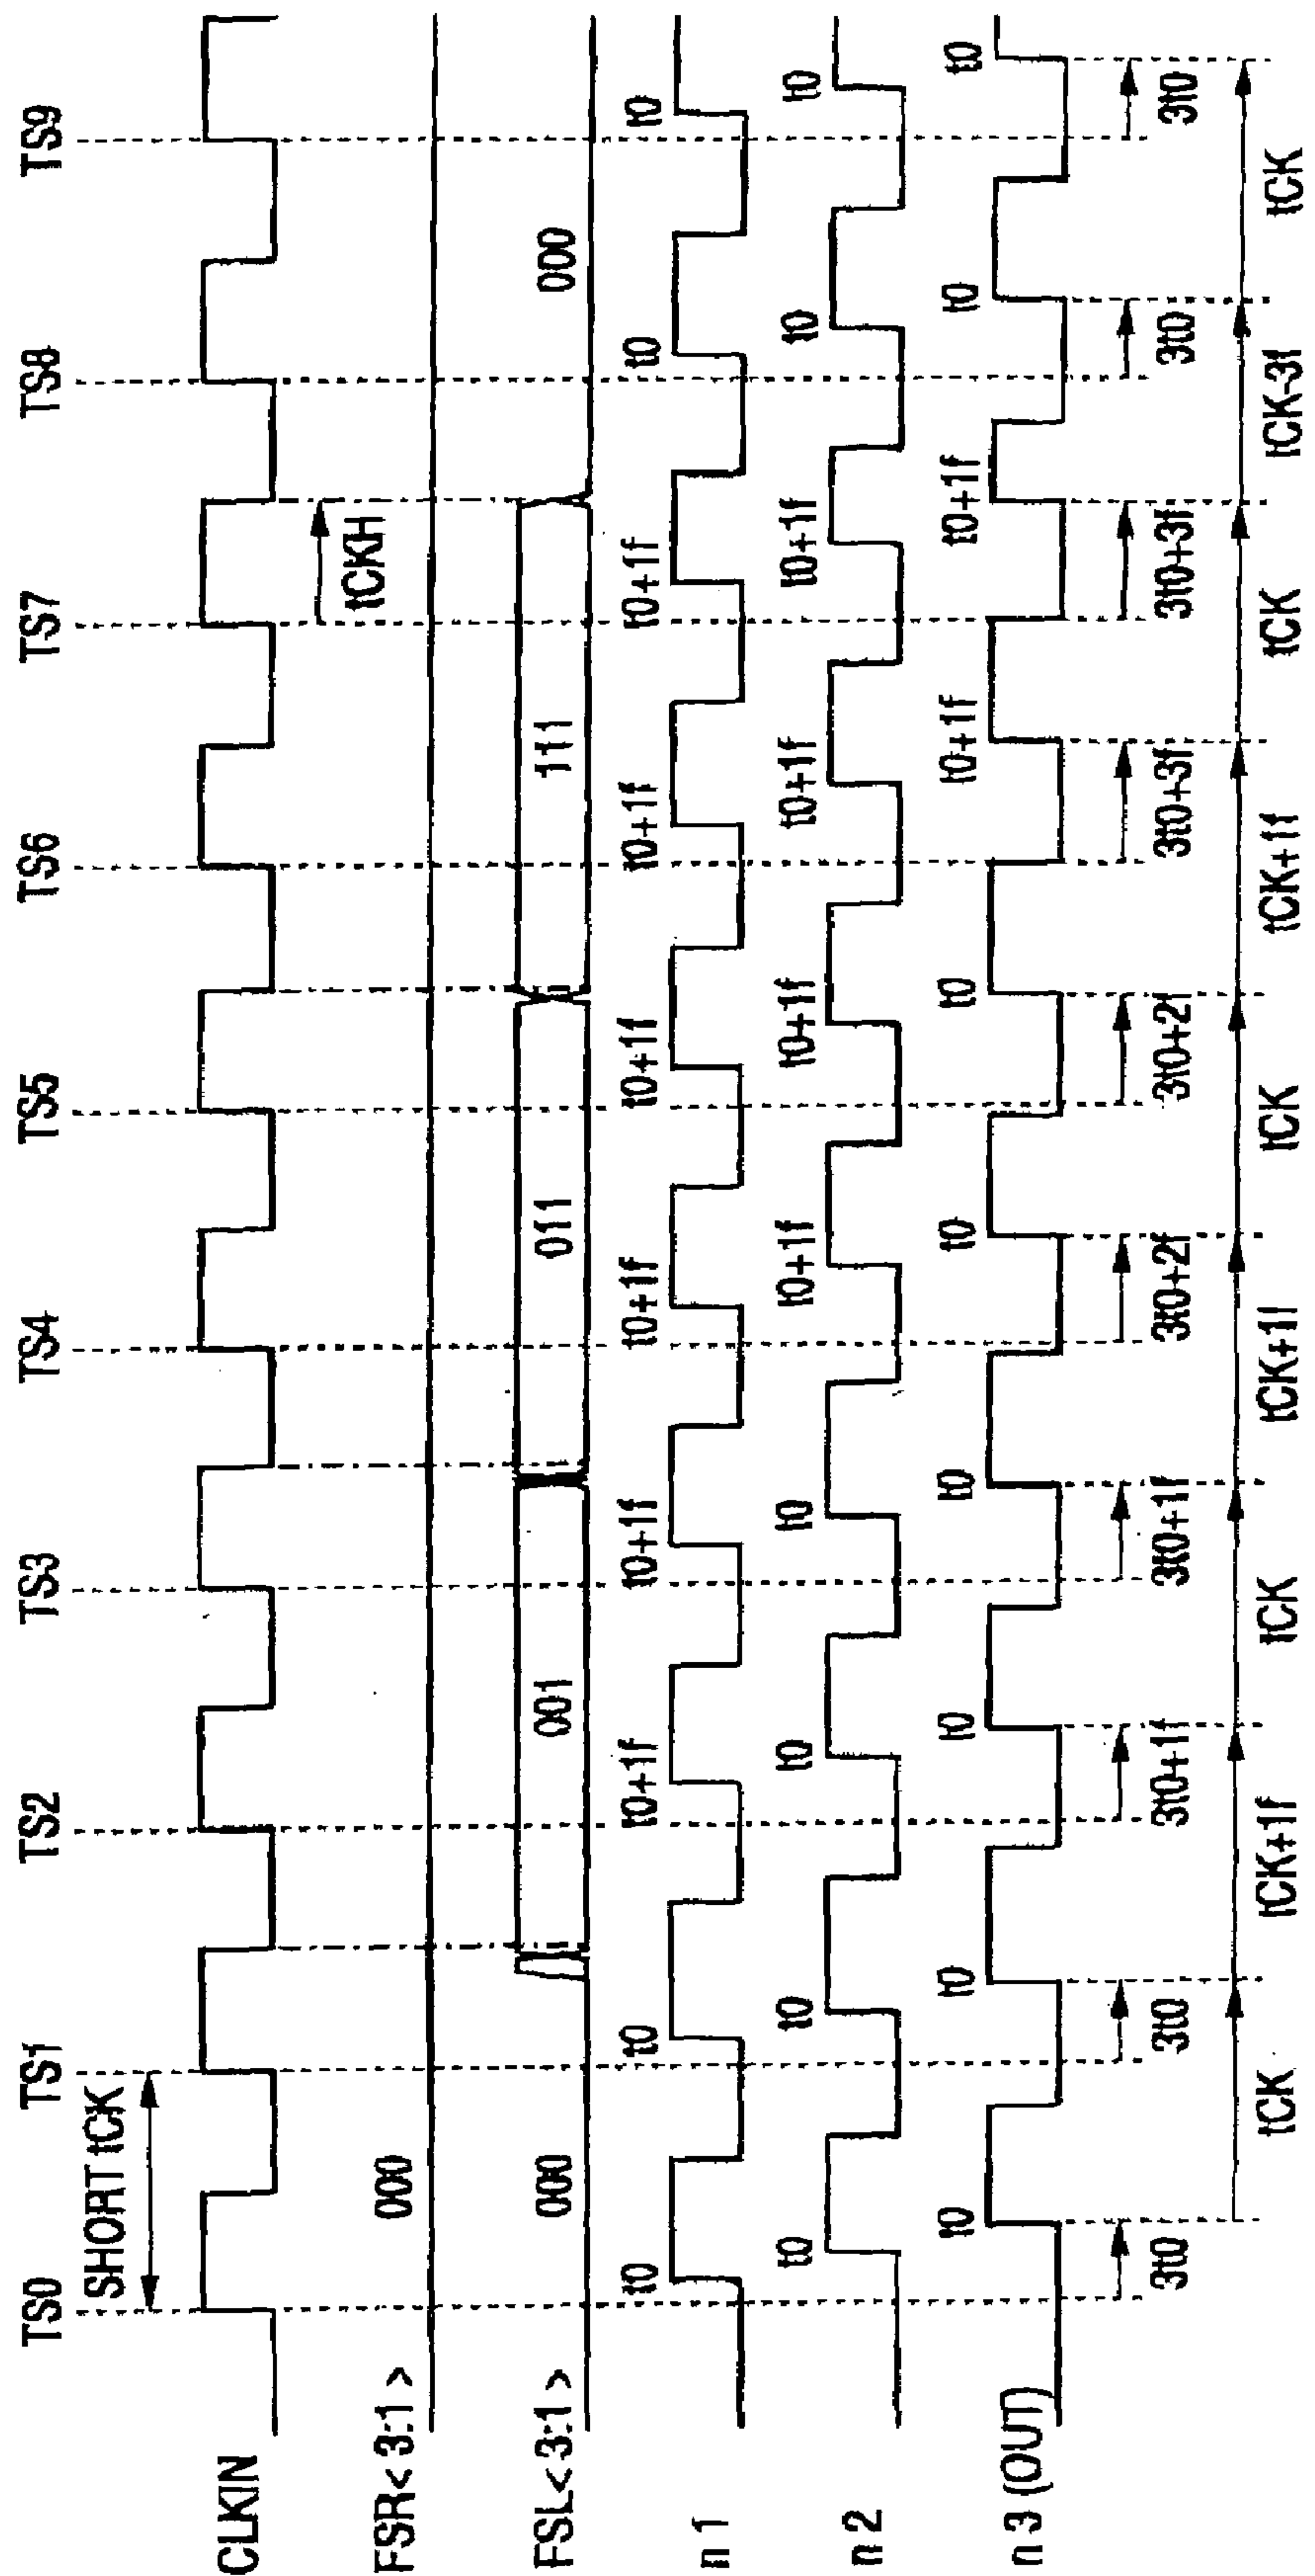 TS0 TS1 TS2 TS3 TS4 TS5 TS6 TS7 TS8 TS9
SHORT tCK
CLKIN
tCKH
FSR< 3:1 > 000
FSL< 3:1 > 000 001 011 111 000
n 1 t0 t0 t0+1f t0+1f t0+1f t0+1f t0+1f t0+1f t0 t0
n 2 t0 t0 t0 t0 t0+1f t0+1f t0+1f t0+1f t0 t0
n 3 (OUT) t0 t0 t0 t0 t0 t0 t0+1f t0+1f t0 t0
3t0 3t0 3t0+1f 3t0+1f 3t0+2f 3t0+2f 3t0+3f 3t0+3f 3t0 3t0
tCK tCK+1f tCK tCK+1f tCK tCK+1f tCK tCK-3f tCK